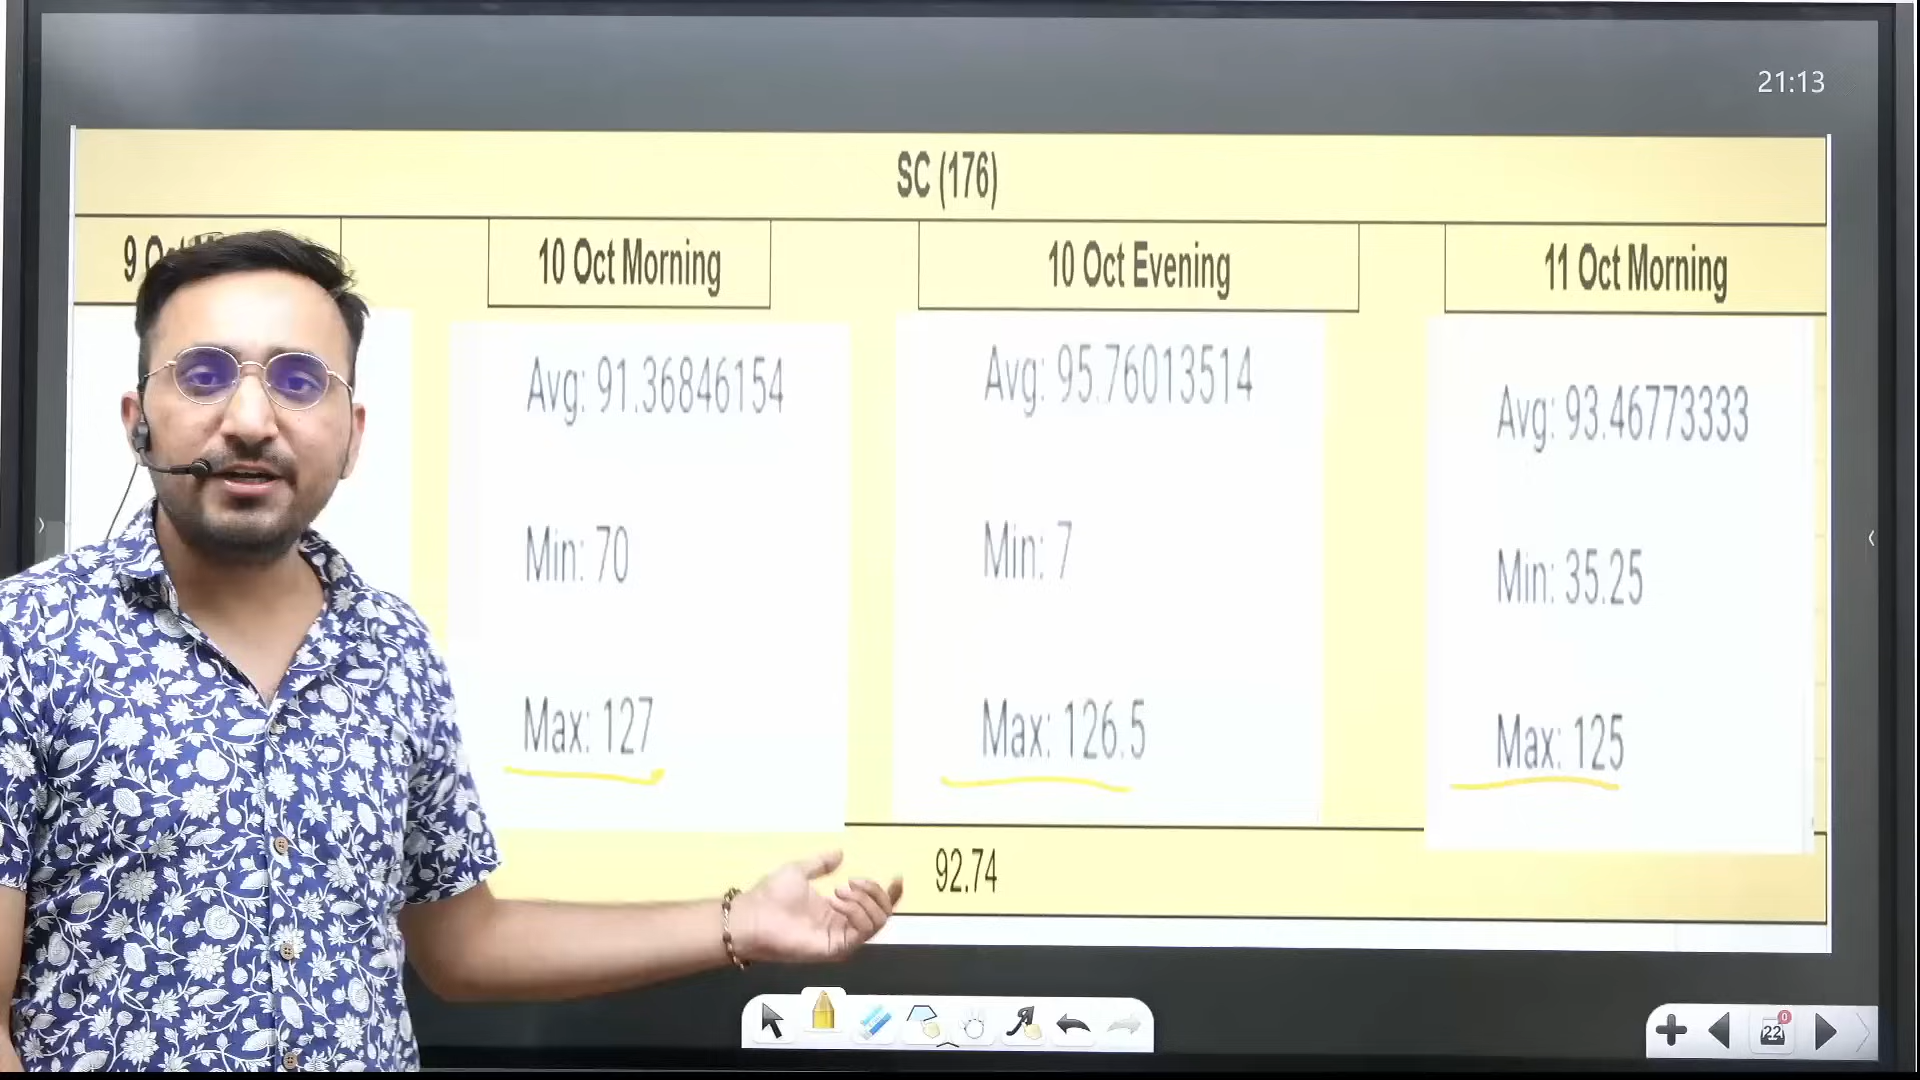 21:13
SC (176)
9 Oct
10 Oct Morning
10 Oct Evening
11 Oct Morning
Avg: 91.36846154
Min: 70
Max: 127
Avg: 95.76013514
Min: 7
Max: 126.5
Avg: 93.46773333
Min: 35.25
Max: 125
92.74
22
0